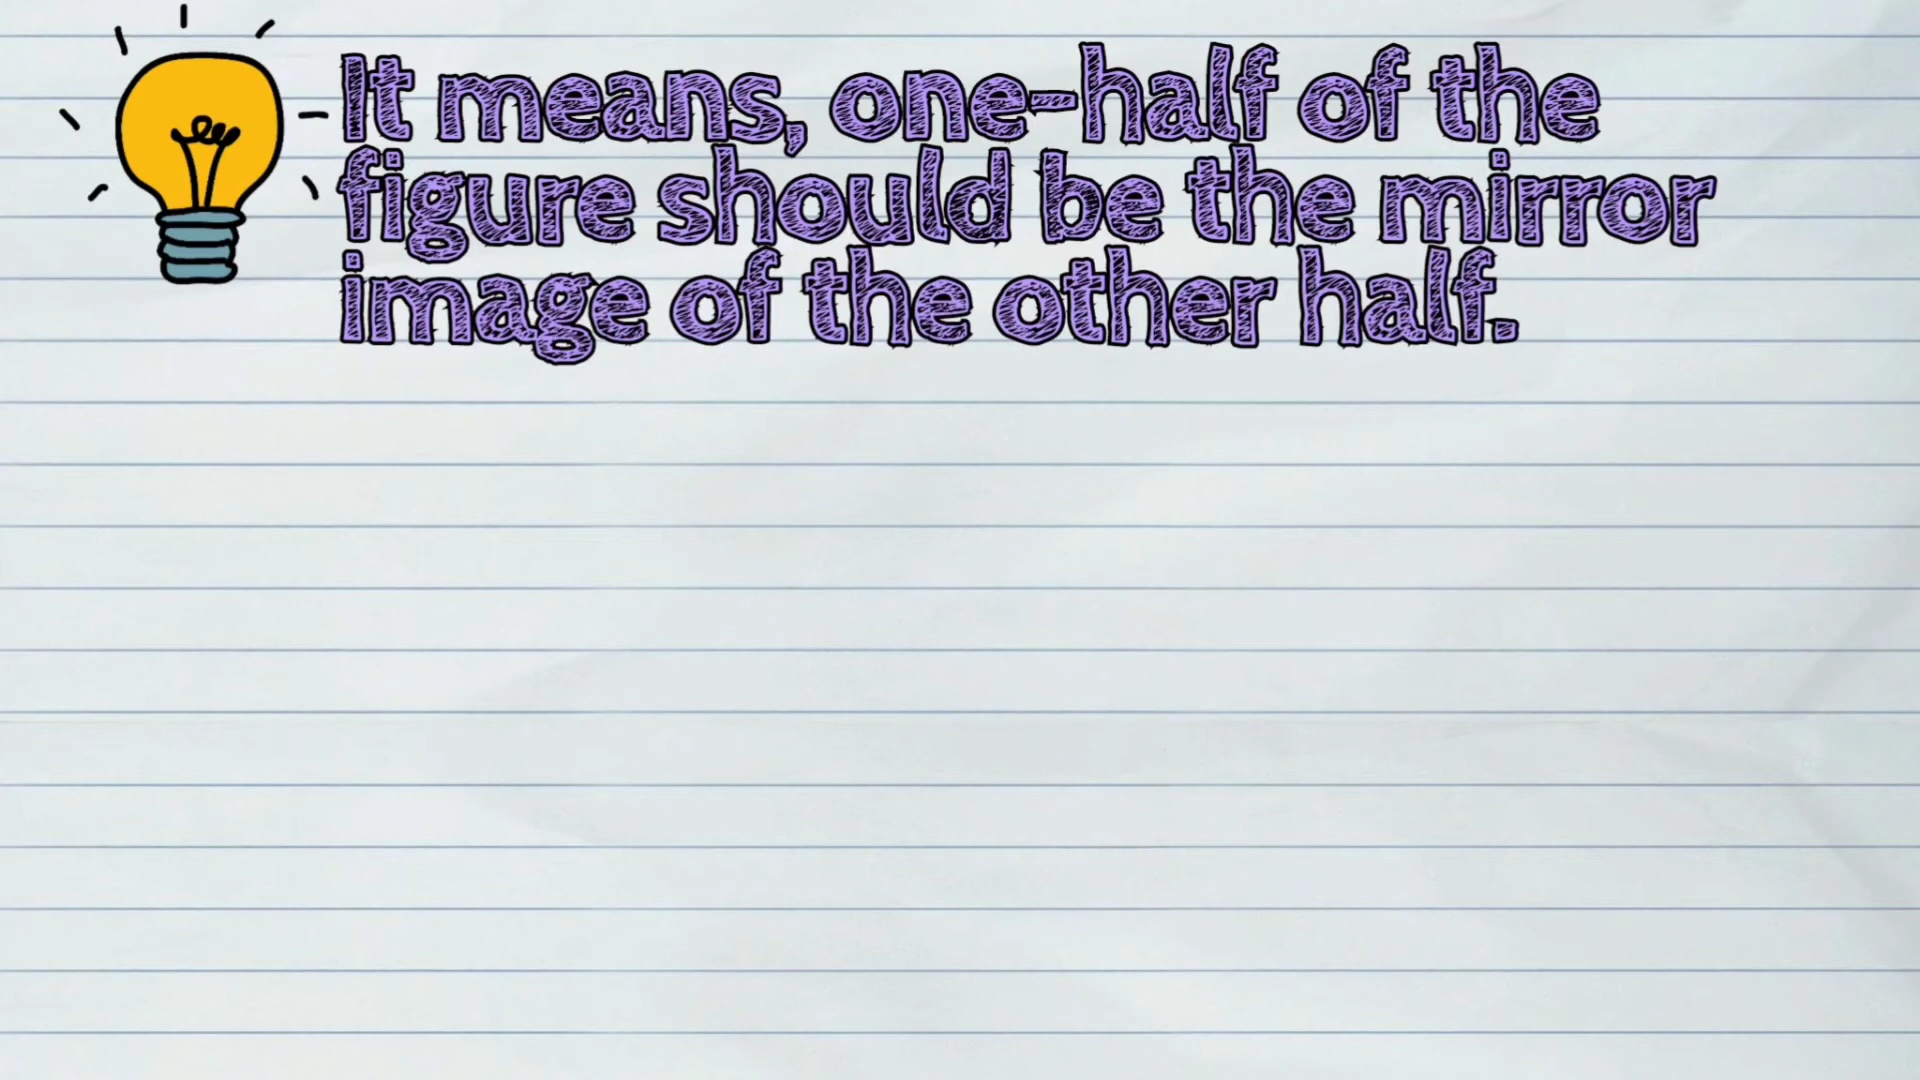 It means, one-half of the
figure should be the mirror
image of the other half.